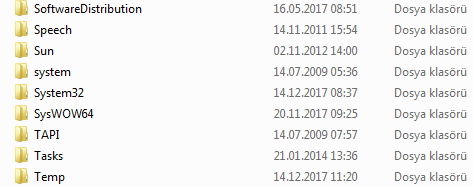 SoftwareDistribution 16.05.2017 08:51 Dosya klasörü
Speech 14.11.2011 15:54 Dosya klasörü
Sun 02.11.2012 14:00 Dosya klasörü
system 14.07.2009 05:36 Dosya klasörü
System32 14.12.2017 08:37 Dosya klasörü
SysWOW64 20.11.2017 09:25 Dosya klasörü
TAPI 14.07.2009 07:57 Dosya klasörü
Tasks 21.01.2014 13:36 Dosya klasörü
Temp 14.12.2017 11:20 Dosya klasörü